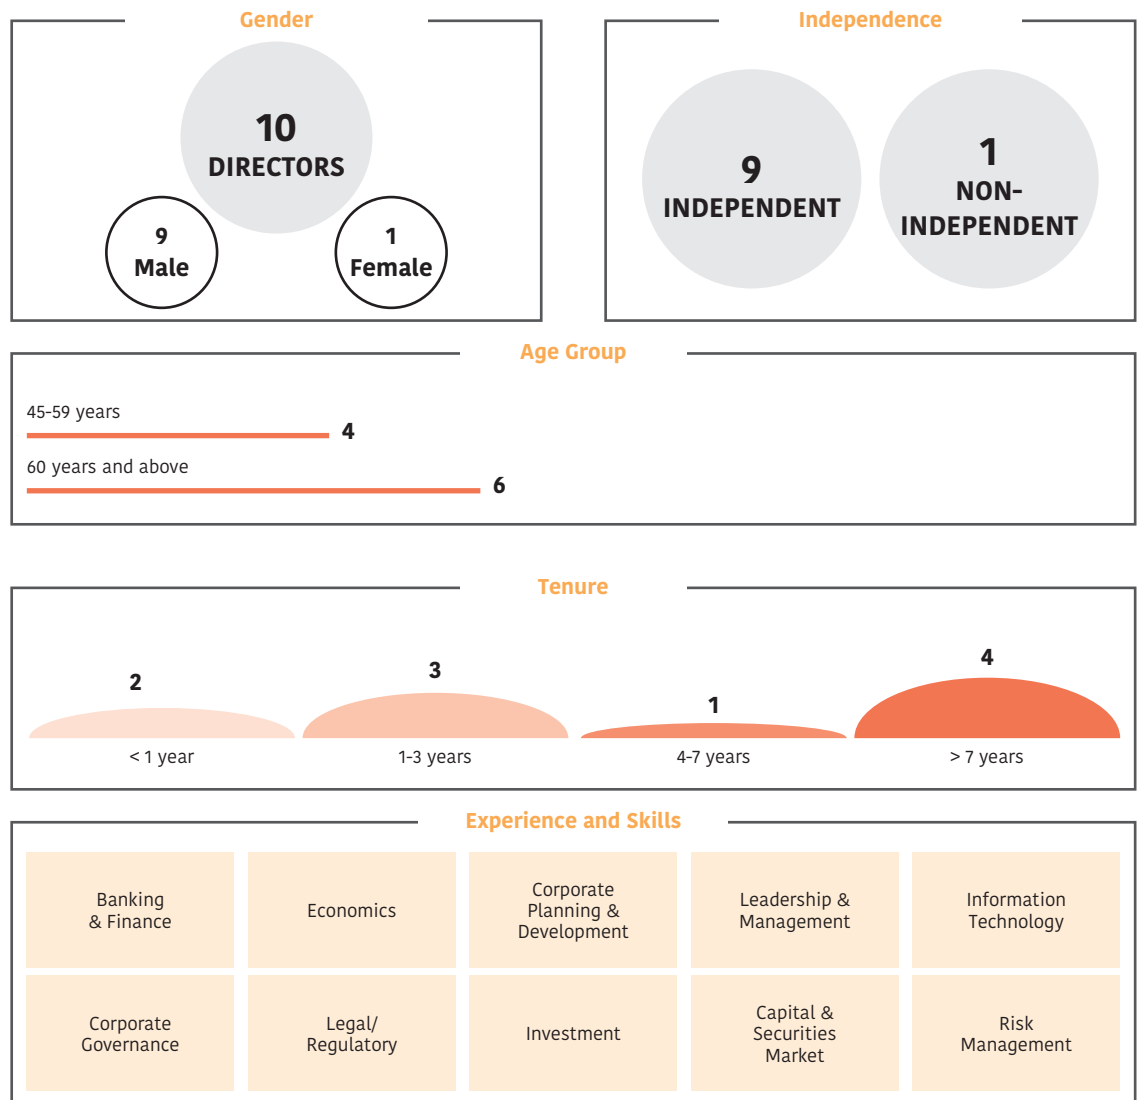 Gender
10
DIRECTORS
9
Male
1
Female
Independence
9
INDEPENDENT
1
NON-
INDEPENDENT
Age Group
45-59 years
4
60 years and above
6
Tenure
2
< 1 year
3
1-3 years
1
4-7 years
4
> 7 years
Experience and Skills
Banking
& Finance
Economics
Corporate
Planning &
Development
Leadership &
Management
Information
Technology
Corporate
Governance
Legal/
Regulatory
Investment
Capital &
Securities
Market
Risk
Management